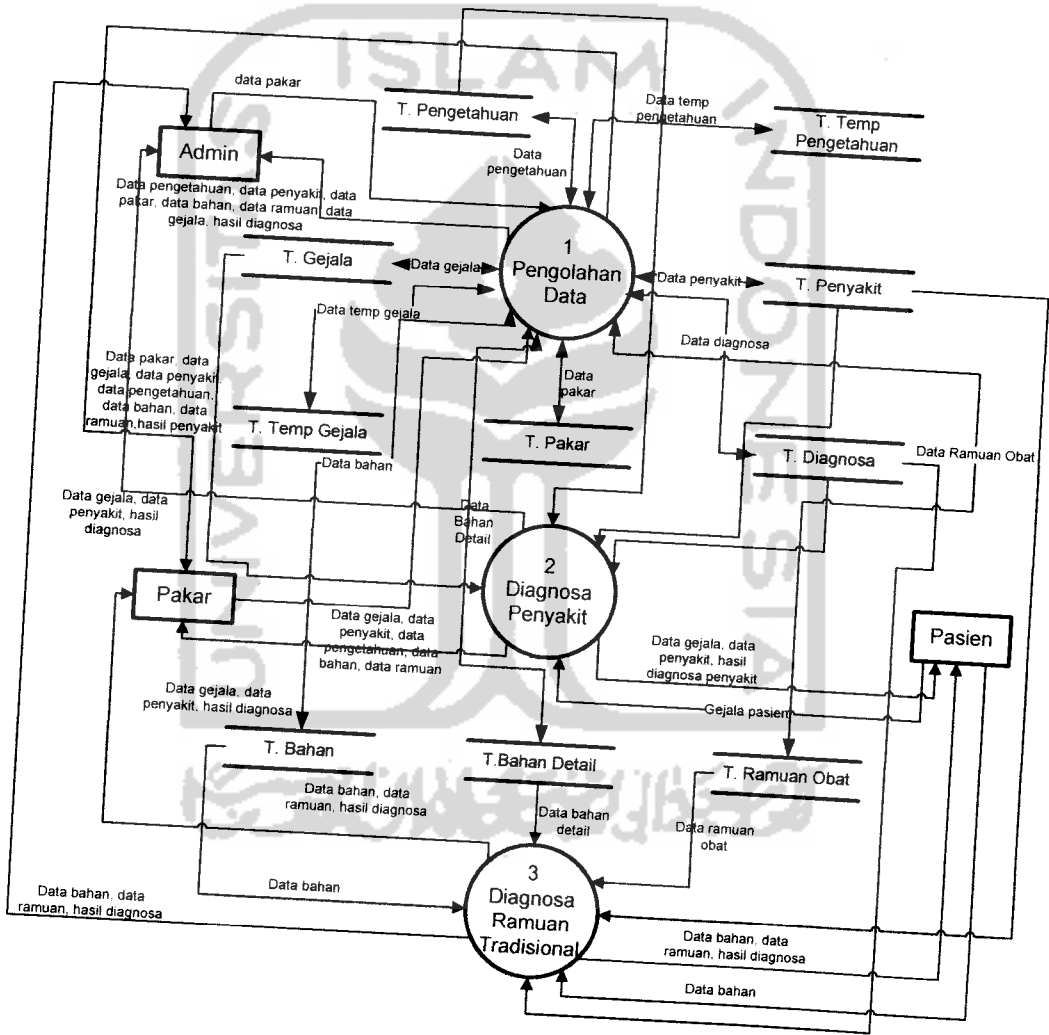 ISLAM
UNIVERSITAS
INDONESIA
data pakar
T. Pengetahuan
Data temp
pengetahuan
T. Temp
Pengetahuan
Admin
Data
pengetahuan
Data pengetahuan, data penyakit, data
pakar, data bahan, data ramuan, data
gejala, hasil diagnosa
1
Pengolahan
Data
T. Gejala
Data gejala
Data penyakit
T. Penyakit
Data temp gejala
Data diagnosa
Data pakar, data
gejala, data penyakit,
data pengetahuan,
data bahan, data
ramuan,hasil penyakit
Data
pakar
T. Temp Gejala
T. Pakar
T. Diagnosa
Data Ramuan Obat
Data bahan
Data gejala, data
penyakit, hasil
diagnosa
Data
Bahan
Detail
2
Diagnosa
Penyakit
Pakar
Data gejala, data
penyakit, data
pengetahuan, data
bahan, data ramuan
Data gejala, data
penyakit, hasil
diagnosa penyakit
Pasien
Data gejala, data
penyakit, hasil diagnosa
Gejala pasien
T. Bahan
T.Bahan Detail
T. Ramuan Obat
Data bahan, data
ramuan, hasil diagnosa
Data bahan
detail
Data ramuan
obat
3
Diagnosa
Ramuan
Tradisional
Data bahan
Data bahan, data
ramuan, hasil diagnosa
Data bahan, data
ramuan, hasil diagnosa
Data bahan